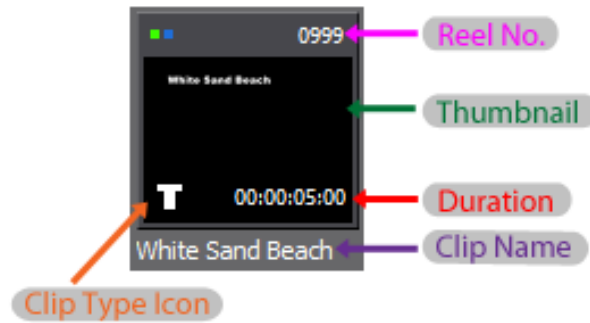 0999
Reel No.
White Sand Beach
Thumbnail
T
00:00:05:00
Duration
White Sand Beach
Clip Name
Clip Type Icon